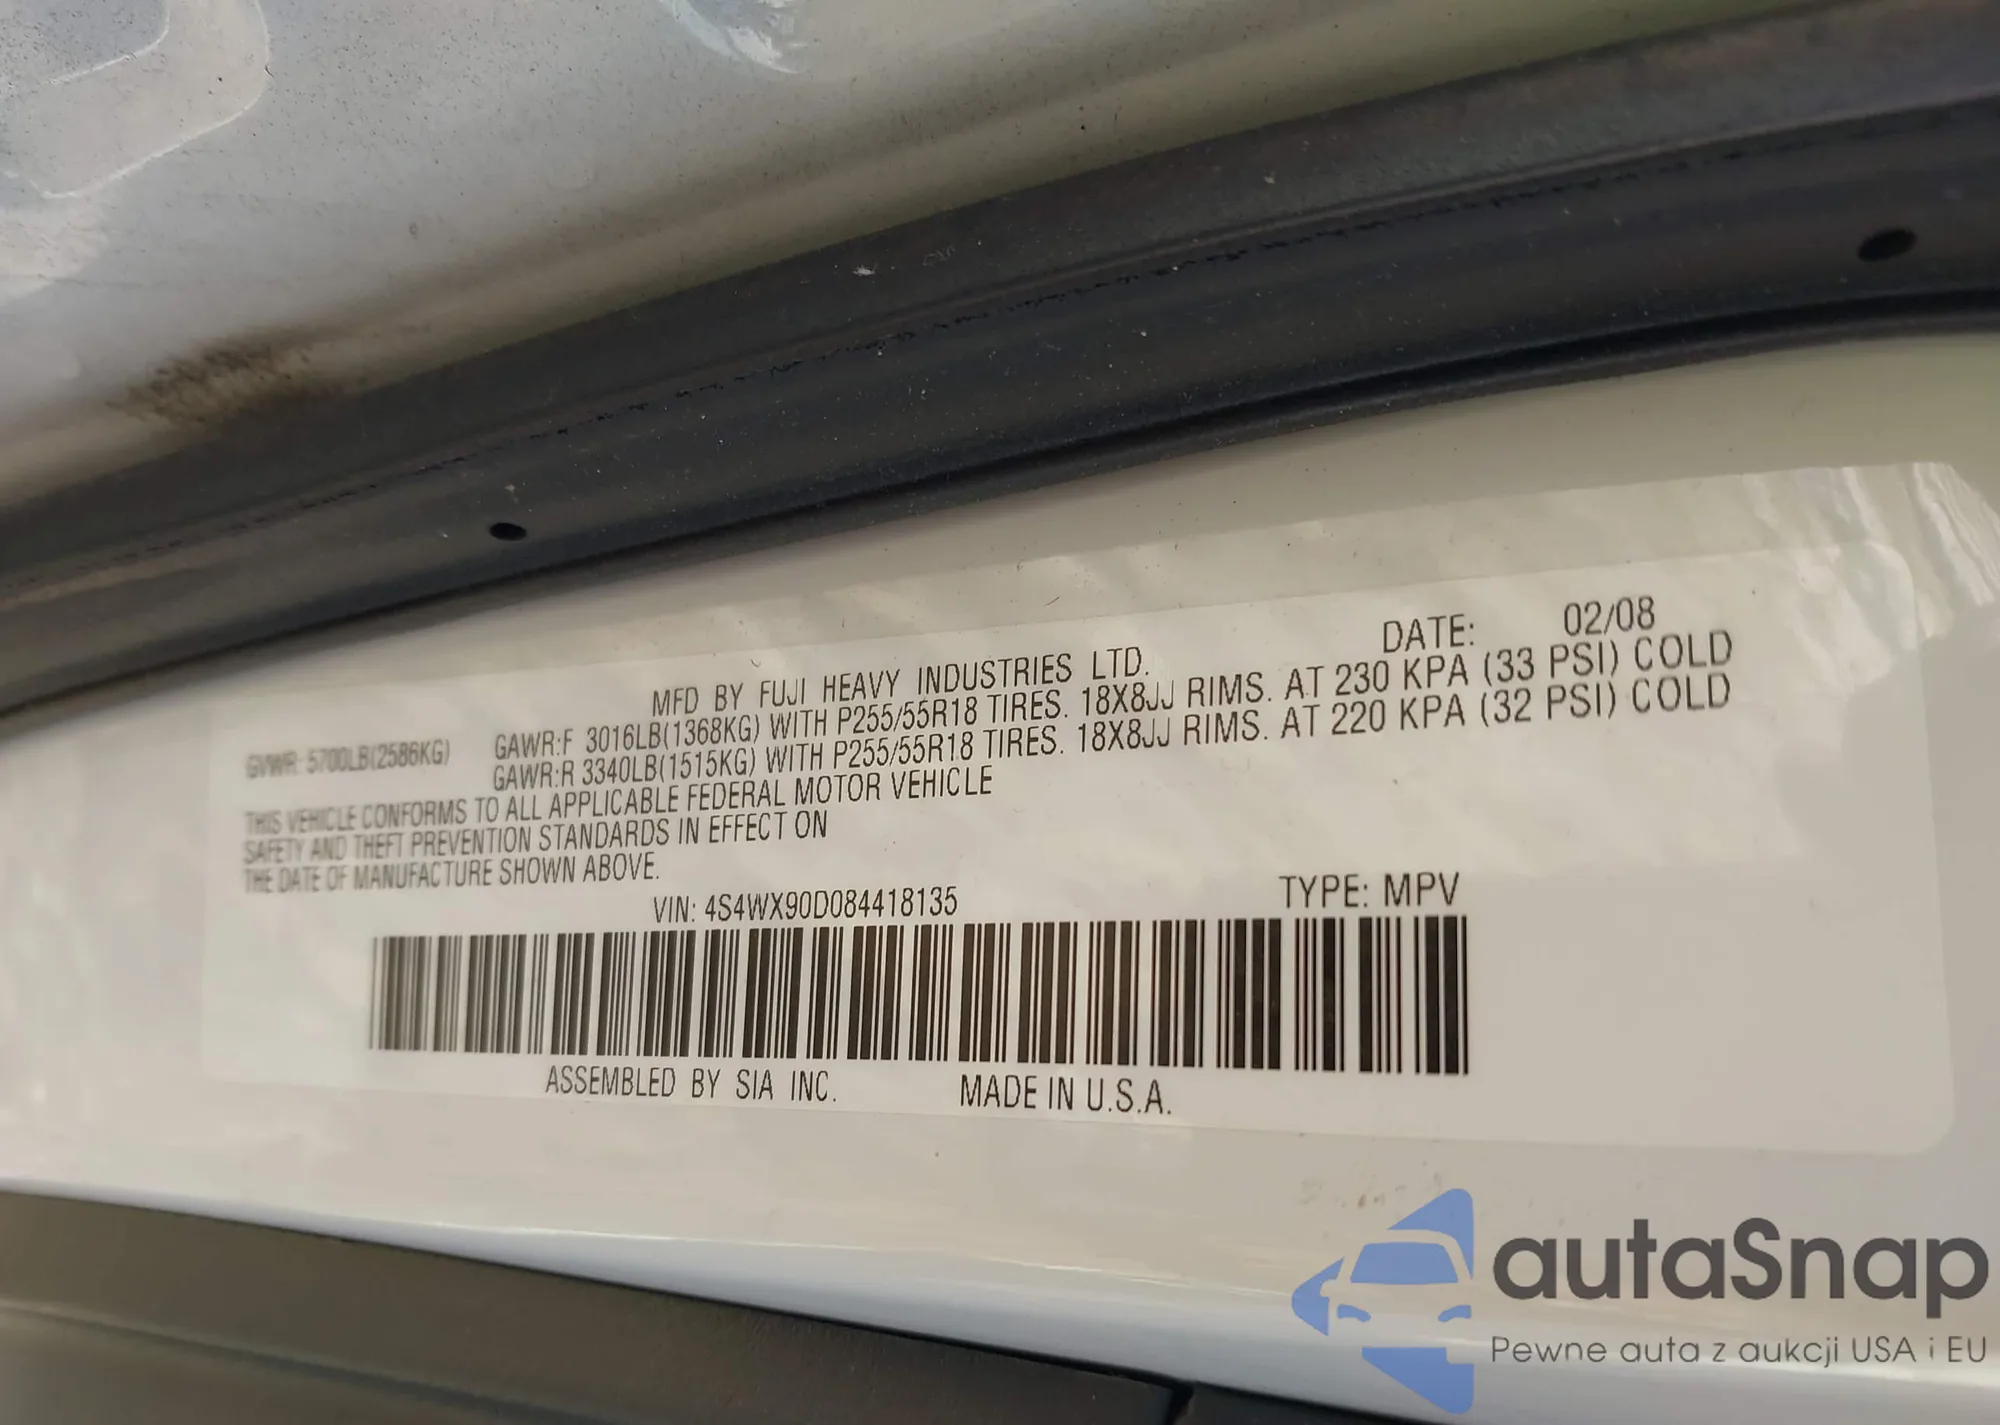 MFD BY FUJI HEAVY INDUSTRIES LTD. DATE: 02/08
GVWR: 5700LB(2586KG) GAWR:F 3016LB(1368KG) WITH P255/55R18 TIRES. 18X8JJ RIMS. AT 230 KPA (33 PSI) COLD
GAWR:R 3340LB(1515KG) WITH P255/55R18 TIRES. 18X8JJ RIMS. AT 220 KPA (32 PSI) COLD
THIS VEHICLE CONFORMS TO ALL APPLICABLE FEDERAL MOTOR VEHICLE
SAFETY AND THEFT PREVENTION STANDARDS IN EFFECT ON
THE DATE OF MANUFACTURE SHOWN ABOVE.
VIN: 4S4WX90D084418135 TYPE: MPV
ASSEMBLED BY SIA INC. MADE IN U.S.A.
autaSnap
Pewne auta z aukcji USA i EU